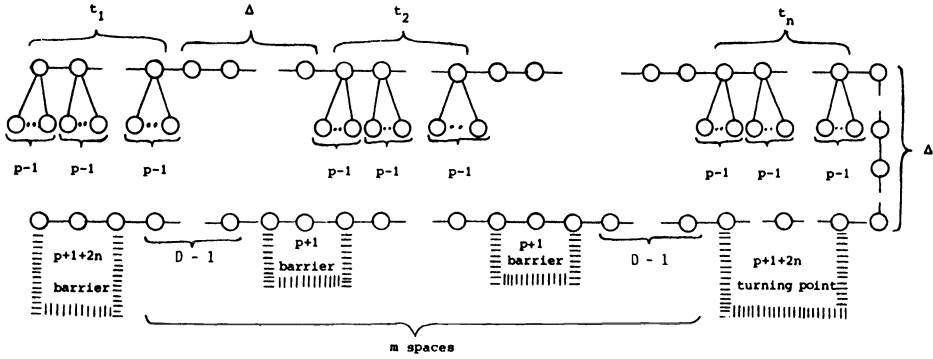 t1 Δ t2 tn
p-1 p-1 p-1 p-1 p-1 p-1 p-1 p-1 p-1
Δ
p+1+2n barrier
D - 1
p+1 barrier
p+1 barrier
D - 1
p+1+2n turning point
m spaces